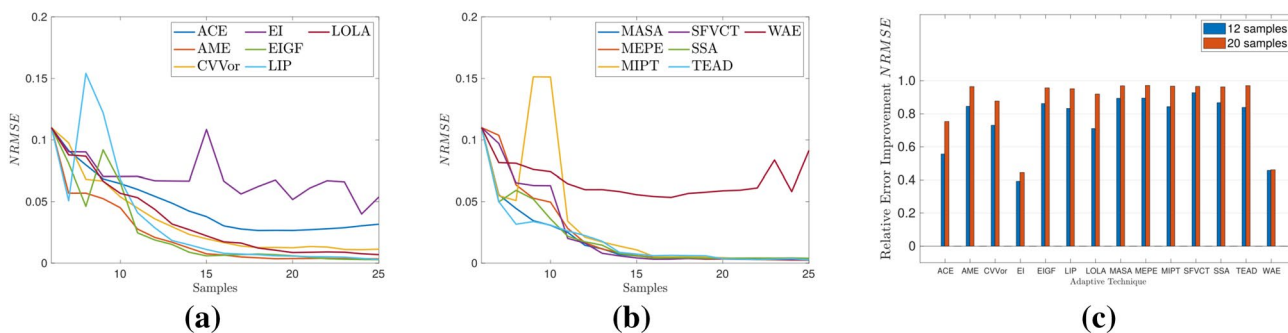 0.2
0.15
0.1
0.05
0
NRMSE
ACE
AME
CVVor
EI
EIGF
LIP
LOLA
10
15
20
25
Samples
(a)
0.2
0.15
0.1
0.05
0
NRMSE
MASA
MEPE
MIPT
SFVCT
SSA
TEAD
WAE
10
15
20
25
Samples
(b)
Relative Error Improvement NRMSE
12 samples
20 samples
1.0
0.8
0.6
0.4
0.2
0
ACE AME CVVor EI EIGF LIP LOLA MASA MEPE MIPT SFVCT SSA TEAD WAE
Adaptive Technique
(c)